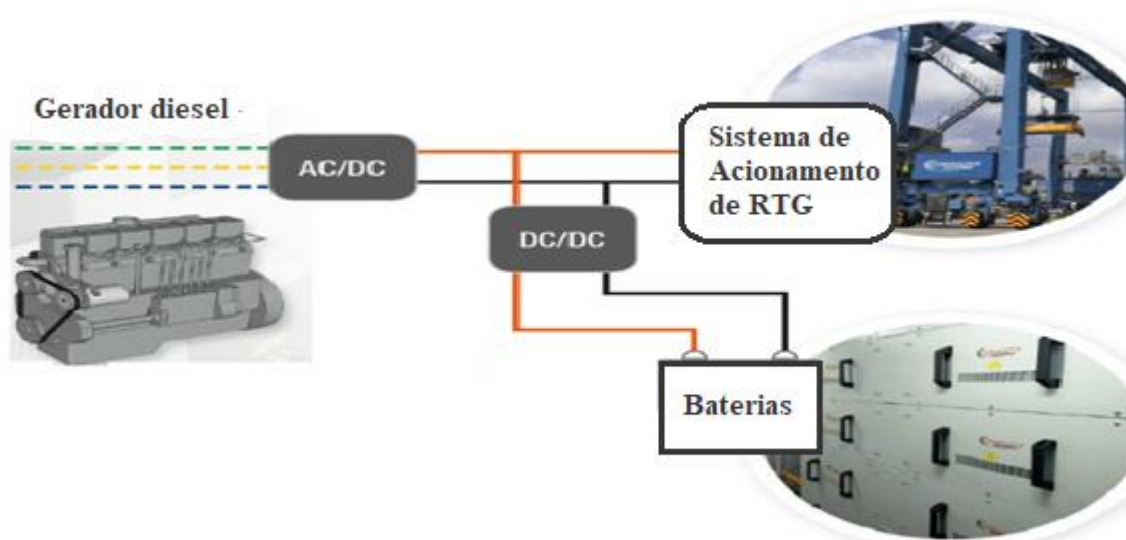 Gerador diesel
AC/DC
Sistema de
Acionamento
de RTG
DC/DC
Baterias